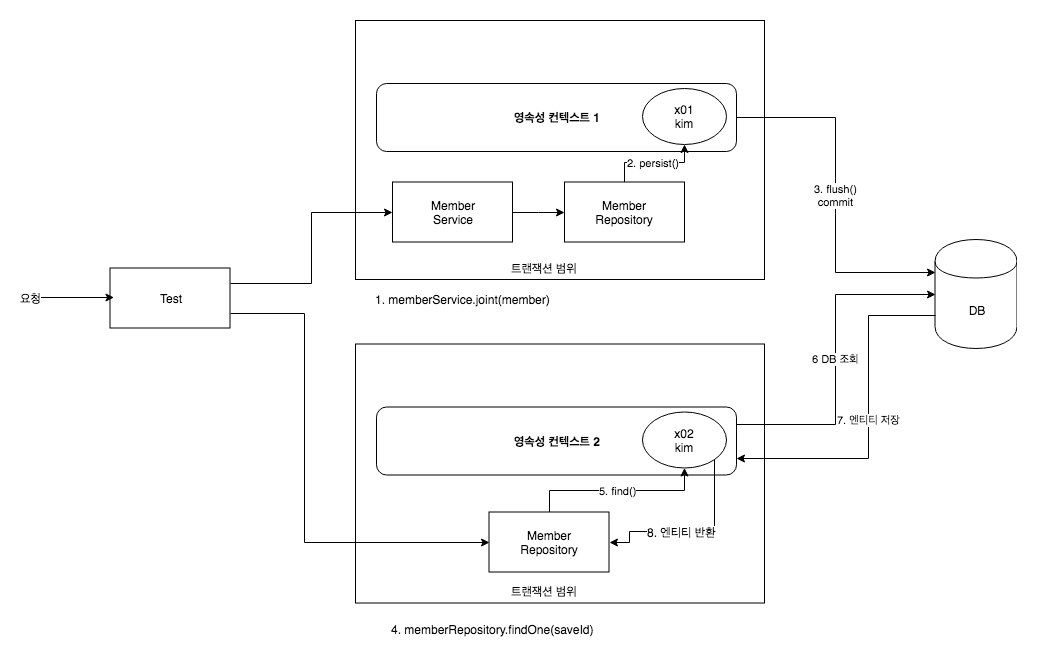 영속성 컨텍스트 1
x01
kim
2. persist()
Member
Service
Member
Repository
3. flush()
commit
트랜잭션 범위
1. memberService.joint(member)
요청
Test
DB
6 DB 조회
7. 엔티티 저장
영속성 컨텍스트 2
x02
kim
5. find()
Member
Repository
8. 엔티티 반환
트랜잭션 범위
4. memberRepository.findOne(saveId)